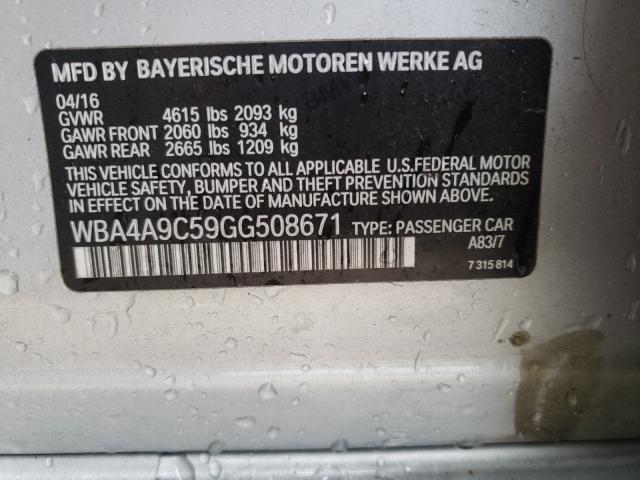 MFD BY BAYERISCHE MOTOREN WERKE AG
04/16
GVWR 4615 lbs 2093 kg
GAWR FRONT 2060 lbs 934 kg
GAWR REAR 2665 lbs 1209 kg
THIS VEHICLE CONFORMS TO ALL APPLICABLE U.S.FEDERAL MOTOR
VEHICLE SAFETY, BUMPER AND THEFT PREVENTION STANDARDS
IN EFFECT ON THE DATE OF MANUFACTURE SHOWN ABOVE.
WBA4A9C59GG508671 TYPE: PASSENGER CAR
A83/7
7 315 814